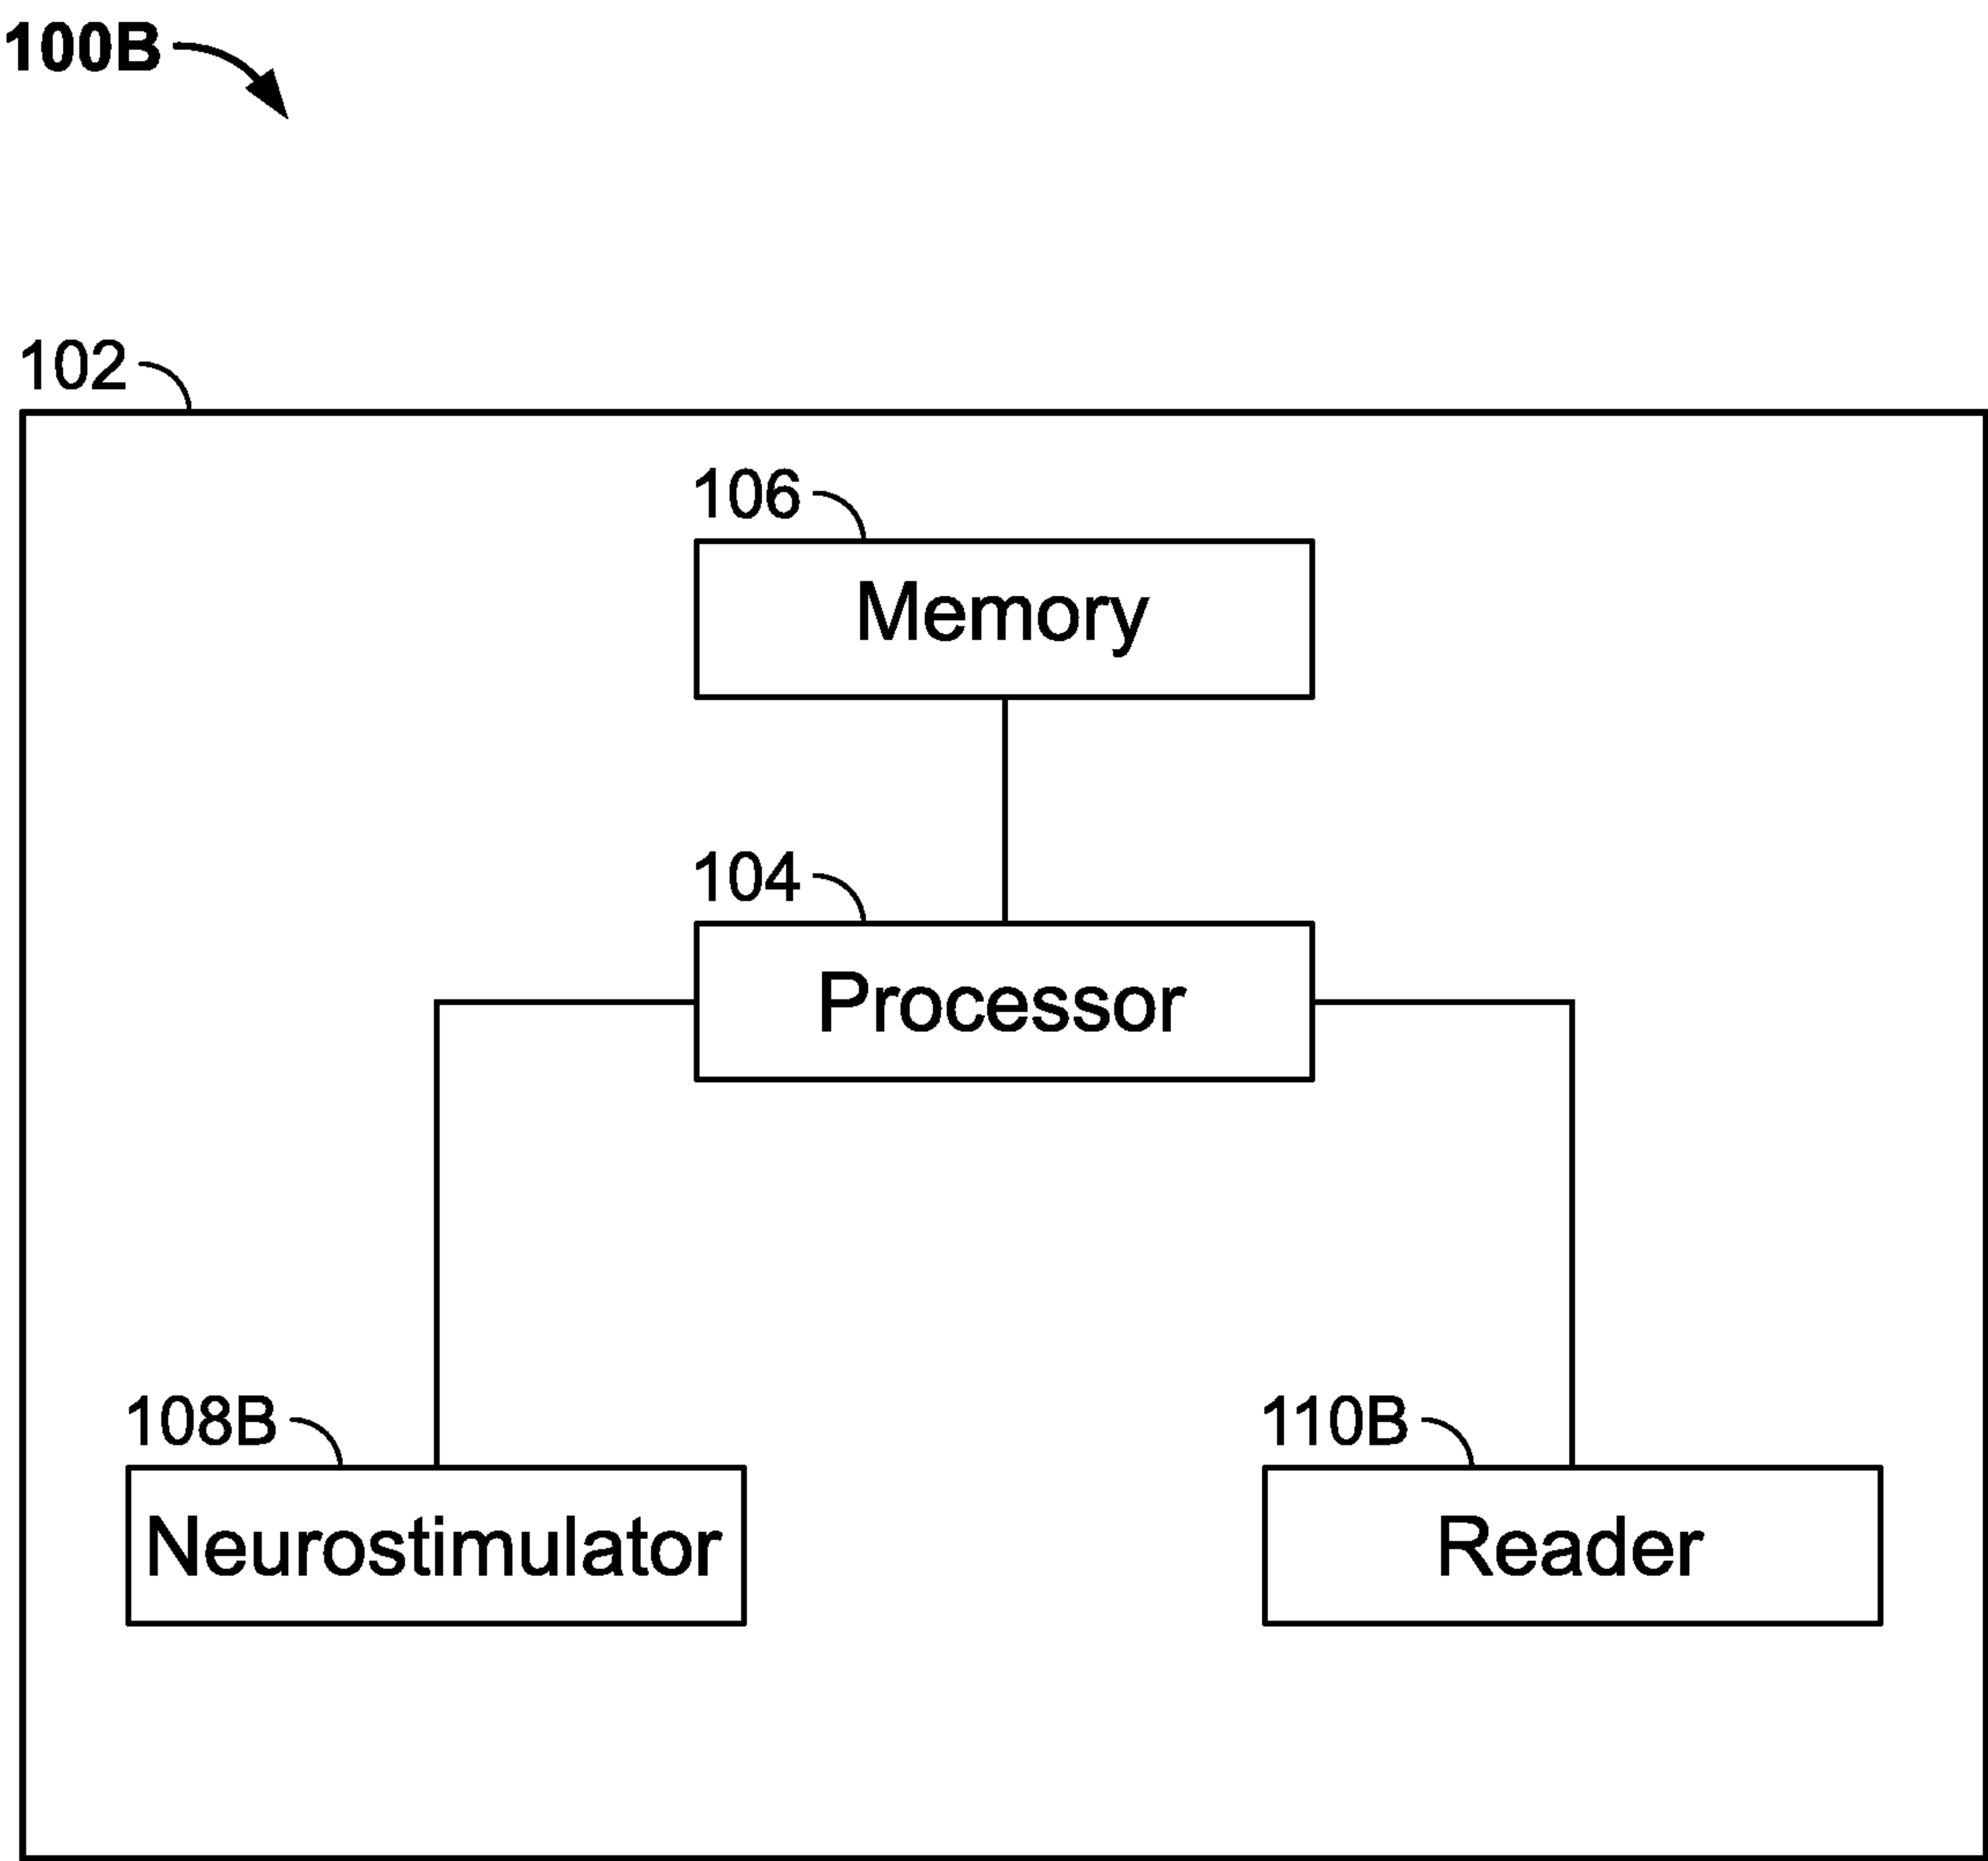 100B
102
106
Memory
104
Processor
108B
110B
Neurostimulator
Reader